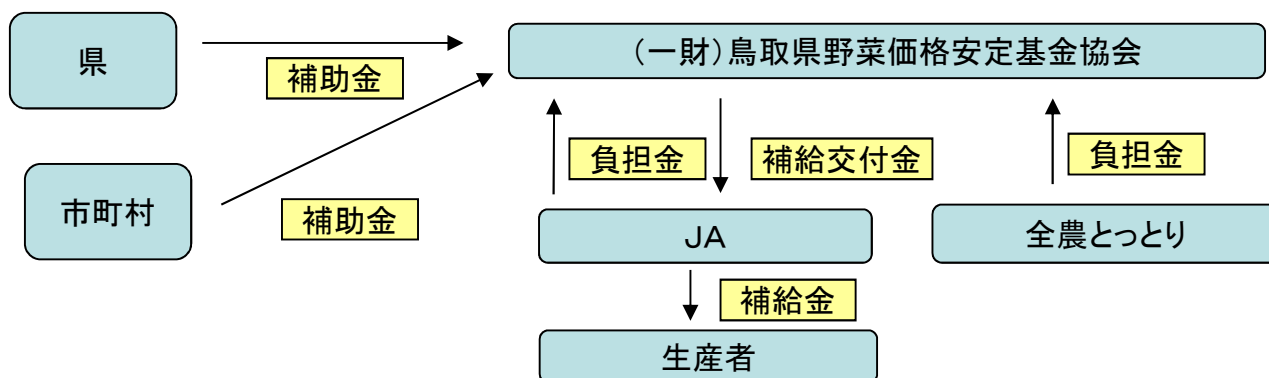 県
(一財)鳥取県野菜価格安定基金協会
補助金
負担金
補給交付金
負担金
市町村
補助金
JA
全農とっとり
補給金
生産者